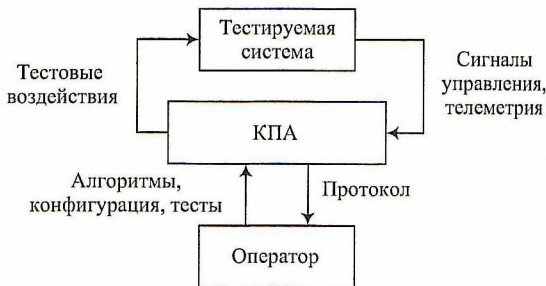 Тестируемая
система
Тестовые
воздействия
Сигналы
управления,
телеметрия
КПА
Алгоритмы,
конфигурация, тесты
Протокол
Оператор